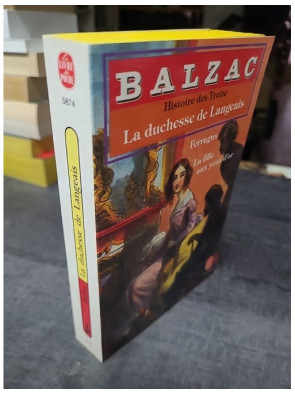 LE LIVRE
DE
POCHE
5874
La duchesse de Langeais
BALZAC
Histoire des Treize
La duchesse de Langeais
Ferragus
La fille
aux yeux d'or